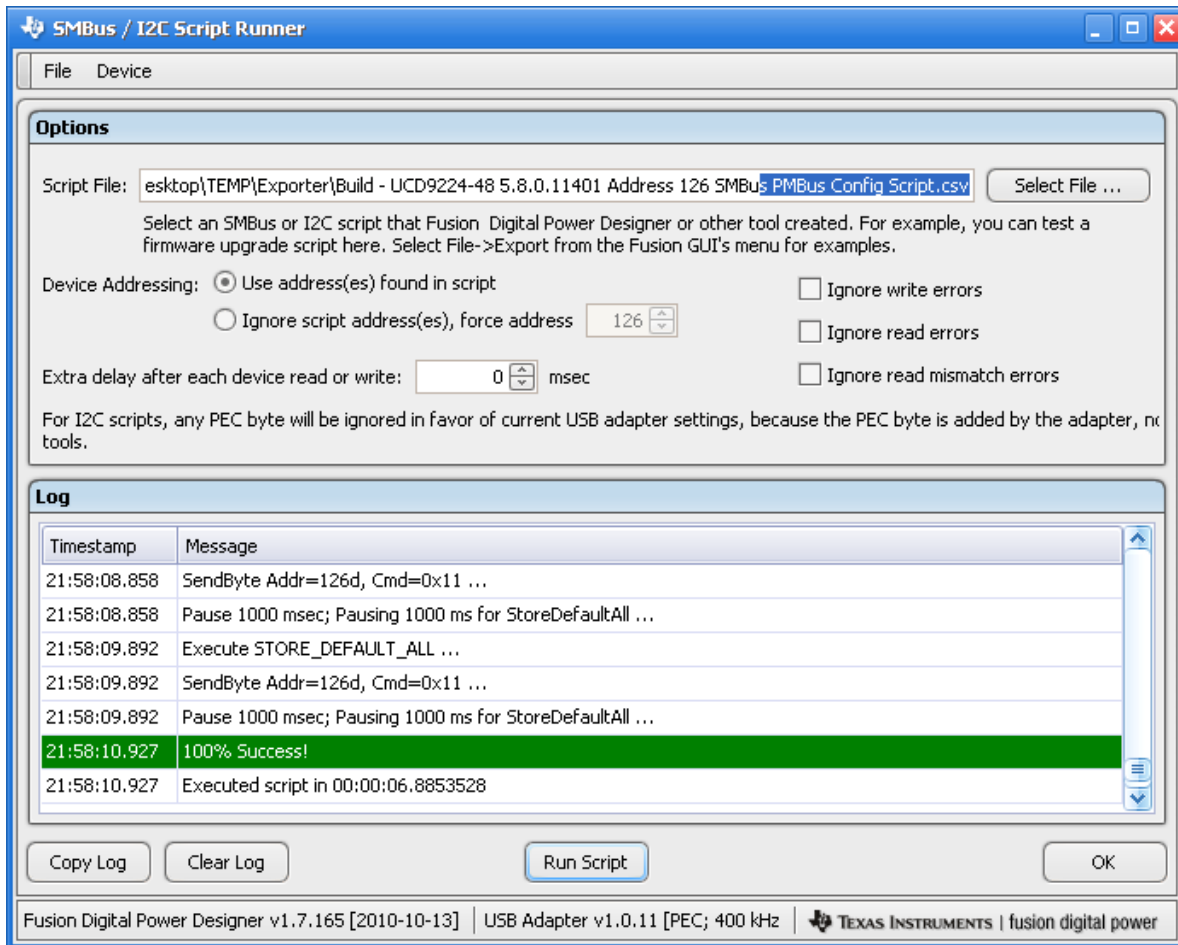 SMBus / I2C Script Runner
File Device
Options
Script File: esktop\TEMP\Exporter\Build - UCD9224-48 5.8.0.11401 Address 126 SMBus PMBus Config Script.csv Select File ...
Select an SMBus or I2C script that Fusion Digital Power Designer or other tool created. For example, you can test a
firmware upgrade script here. Select File->Export from the Fusion GUI's menu for examples.
Device Addressing: Use address(es) found in script
Ignore write errors
Ignore script address(es), force address 126
Ignore read errors
Extra delay after each device read or write: 0 msec
Ignore read mismatch errors
For I2C scripts, any PEC byte will be ignored in favor of current USB adapter settings, because the PEC byte is added by the adapter, no
tools.
Log
Timestamp Message
21:58:08.858 SendByte Addr=126d, Cmd=0x11 ...
21:58:08.858 Pause 1000 msec; Pausing 1000 ms for StoreDefaultAll ...
21:58:09.892 Execute STORE_DEFAULT_ALL ...
21:58:09.892 SendByte Addr=126d, Cmd=0x11 ...
21:58:09.892 Pause 1000 msec; Pausing 1000 ms for StoreDefaultAll ...
21:58:10.927 100% Success!
21:58:10.927 Executed script in 00:00:06.8853528
Copy Log Clear Log Run Script OK
Fusion Digital Power Designer v1.7.165 [2010-10-13] USB Adapter v1.0.11 [PEC; 400 kHz TEXAS INSTRUMENTS | fusion digital power